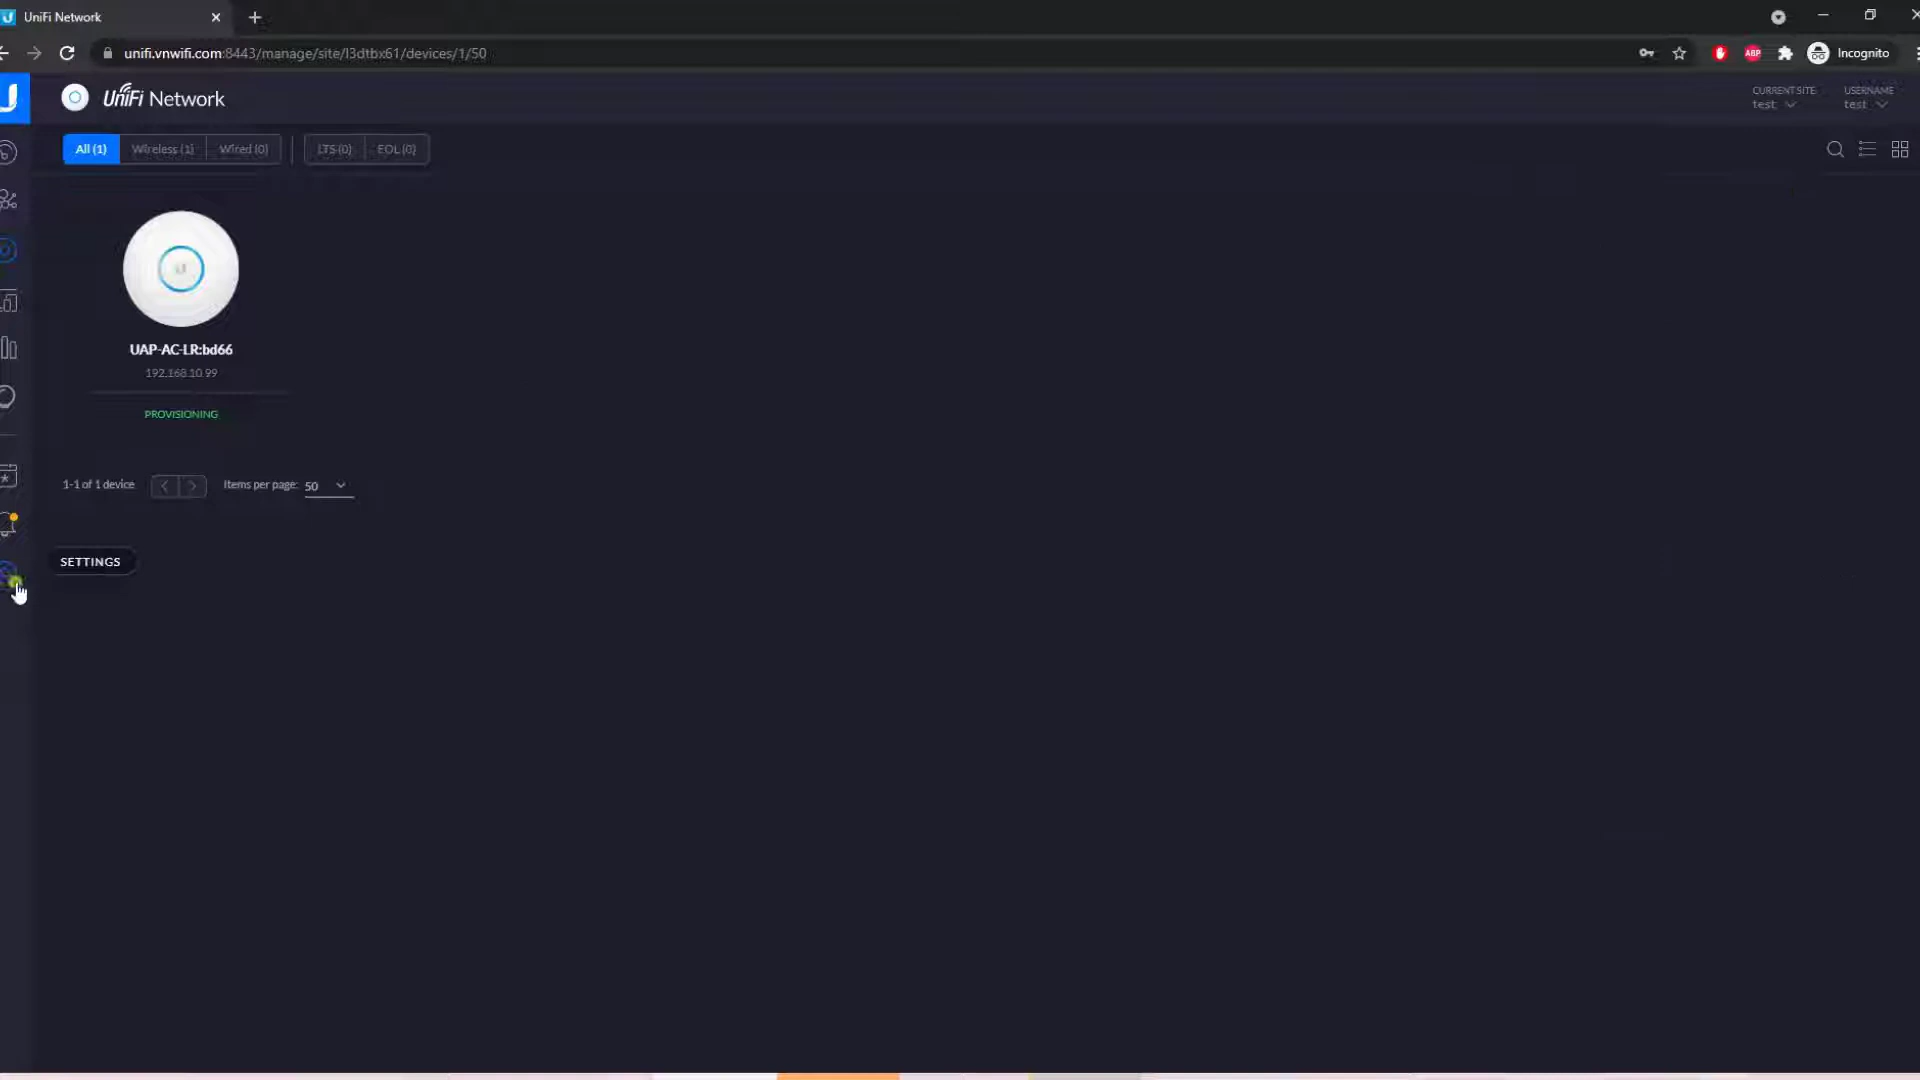 UniFi Network
unifi.vnwifi.com:8443/manage/site/l3dtbx61/devices/1/50
ABP
Incognito
UniFi Network
CURRENT SITE
test
USERNAME
test
All (1)
Wireless (1)
Wired (0)
LTS (0)
EOL (0)
UAP-AC-LR:bd66
192.168.10.99
PROVISIONING
1-1 of 1 device
Items per page: 50
SETTINGS